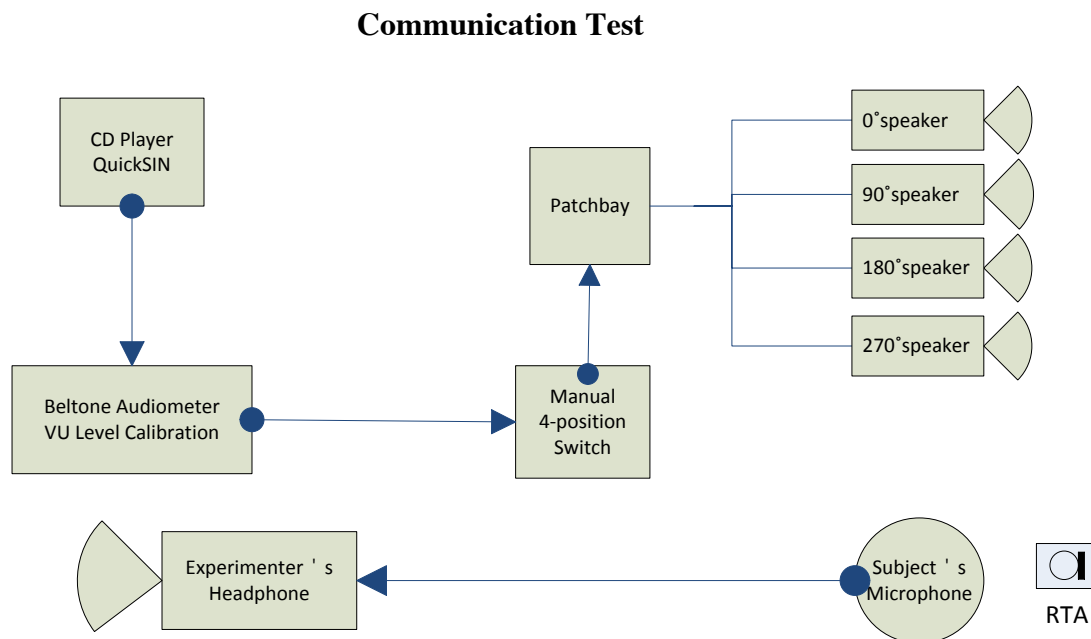 Communication Test
CD Player
QuickSIN
Patchbay
0˚speaker
90˚speaker
180˚speaker
270˚speaker
Beltone Audiometer
VU Level Calibration
Manual
4-position
Switch
Experimenter ' s
Headphone
Subject ' s
Microphone
RTA